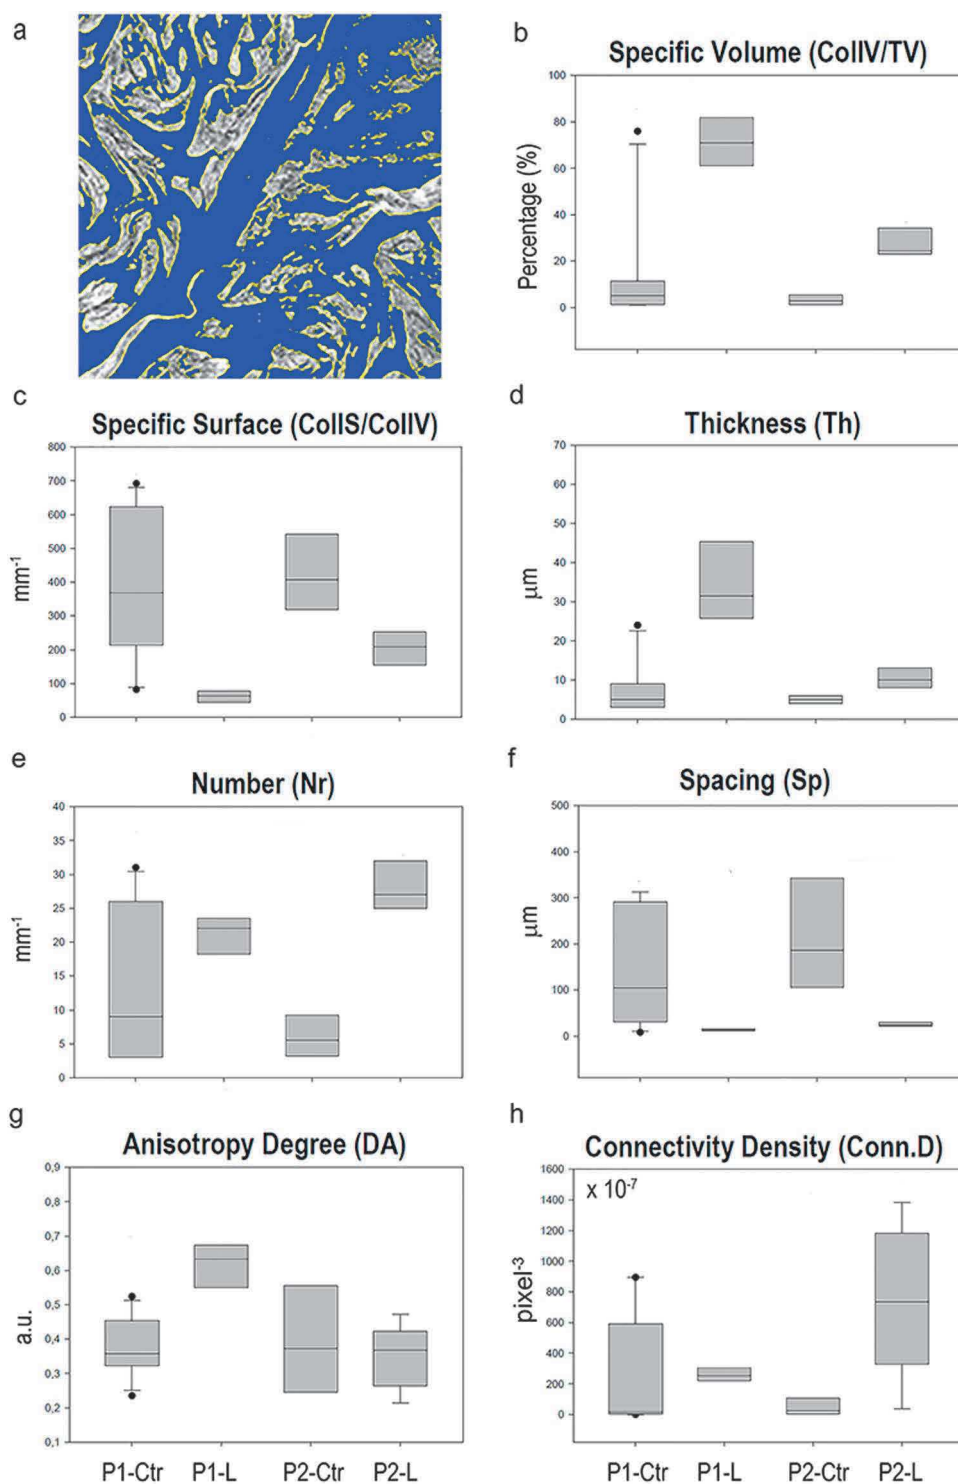 a
b
Specific Volume (CollV/TV)
Percentage (%)
100
80
60
40
20
0
c
Specific Surface (CollS/CollV)
mm-1
800
700
600
500
400
300
200
100
0
d
Thickness (Th)
µm
70
60
50
40
30
20
10
0
e
Number (Nr)
mm-1
40
35
30
25
20
15
10
5
0
f
Spacing (Sp)
µm
500
400
300
200
100
0
g
Anisotropy Degree (DA)
a.u.
0,9
0,8
0,7
0,6
0,5
0,4
0,3
0,2
0,1
P1-Ctr P1-L P2-Ctr P2-L
h
Connectivity Density (Conn.D)
x 10-7
pixel-3
1600
1400
1200
1000
800
600
400
200
0
P1-Ctr P1-L P2-Ctr P2-L